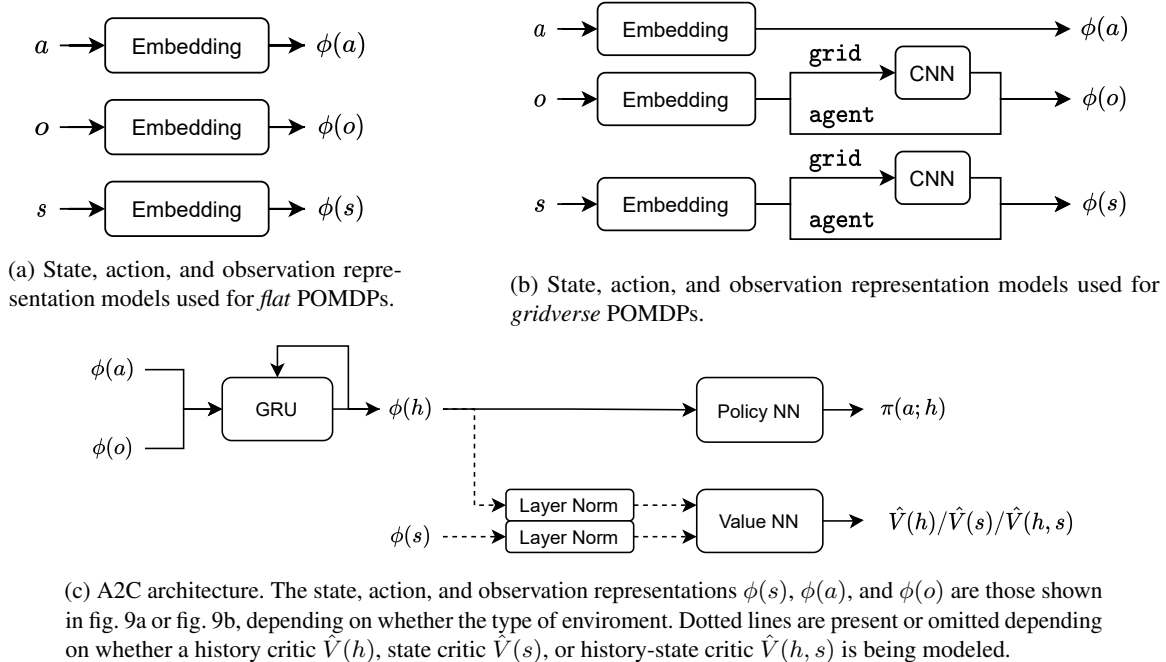 a Embedding ϕ(a)
o Embedding ϕ(o)
s Embedding ϕ(s)
(a) State, action, and observation repre-
sentation models used for flat POMDPs.
a Embedding ϕ(a)
grid CNN
o Embedding ϕ(o)
agent
grid CNN
s Embedding ϕ(s)
agent
(b) State, action, and observation representation models used for
gridverse POMDPs.
ϕ(a)
GRU ϕ(h) Policy NN π(a; h)
ϕ(o)
Layer Norm
Value NN V̂(h)/V̂(s)/V̂(h, s)
ϕ(s) Layer Norm
(c) A2C architecture. The state, action, and observation representations ϕ(s), ϕ(a), and ϕ(o) are those shown
in fig. 9a or fig. 9b, depending on whether the type of enviroment. Dotted lines are present or omitted depending
on whether a history critic V̂(h), state critic V̂(s), or history-state critic V̂(h, s) is being modeled.